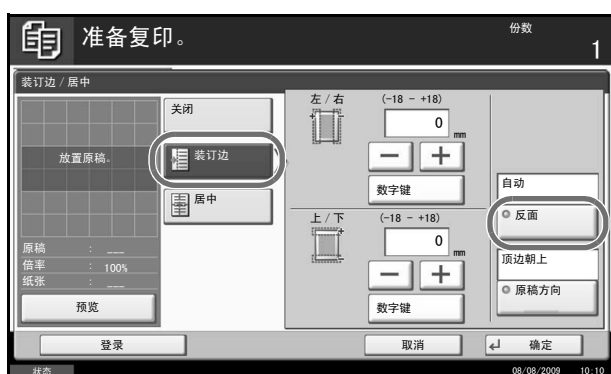 准备复印。
份数
1
装订边 / 居中
放置原稿。
原稿 : ___
倍率 : 100%
纸张 : ___
预览
关闭
装订边
居中
左 / 右 (-18 - +18)
0 mm
数字键
上 / 下 (-18 - +18)
0 mm
数字键
自动
反面
顶边朝上
原稿方向
登录
取消
确定
状态
08/08/2009 10:10